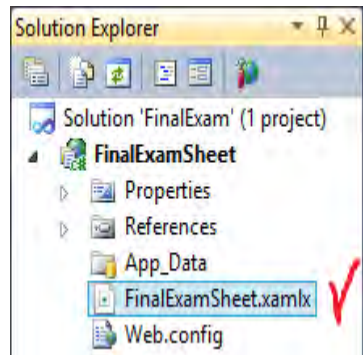 Solution Explorer
Solution 'FinalExam' (1 project)
FinalExamSheet
Properties
References
App_Data
FinalExamSheet.xamlx
Web.config